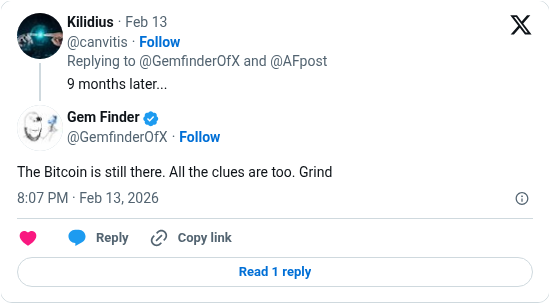 Kilidius · Feb 13
@canvitis · Follow
Replying to @GemfinderOfX and @AFpost
9 months later...
Gem Finder
@GemfinderOfX · Follow
The Bitcoin is still there. All the clues are too. Grind
8:07 PM · Feb 13, 2026
Reply Copy link
Read 1 reply